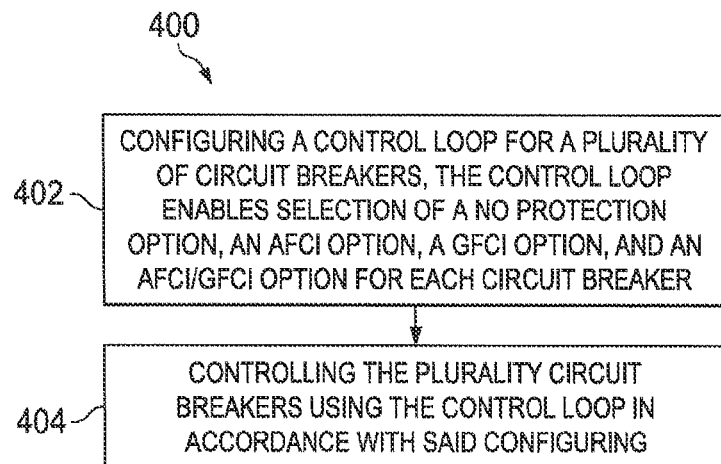 400
402
CONFIGURING A CONTROL LOOP FOR A PLURALITY
OF CIRCUIT BREAKERS, THE CONTROL LOOP
ENABLES SELECTION OF A NO PROTECTION
OPTION, AN AFCI OPTION, A GFCI OPTION, AND AN
AFCI/GFCI OPTION FOR EACH CIRCUIT BREAKER
404
CONTROLLING THE PLURALITY CIRCUIT
BREAKERS USING THE CONTROL LOOP IN
ACCORDANCE WITH SAID CONFIGURING